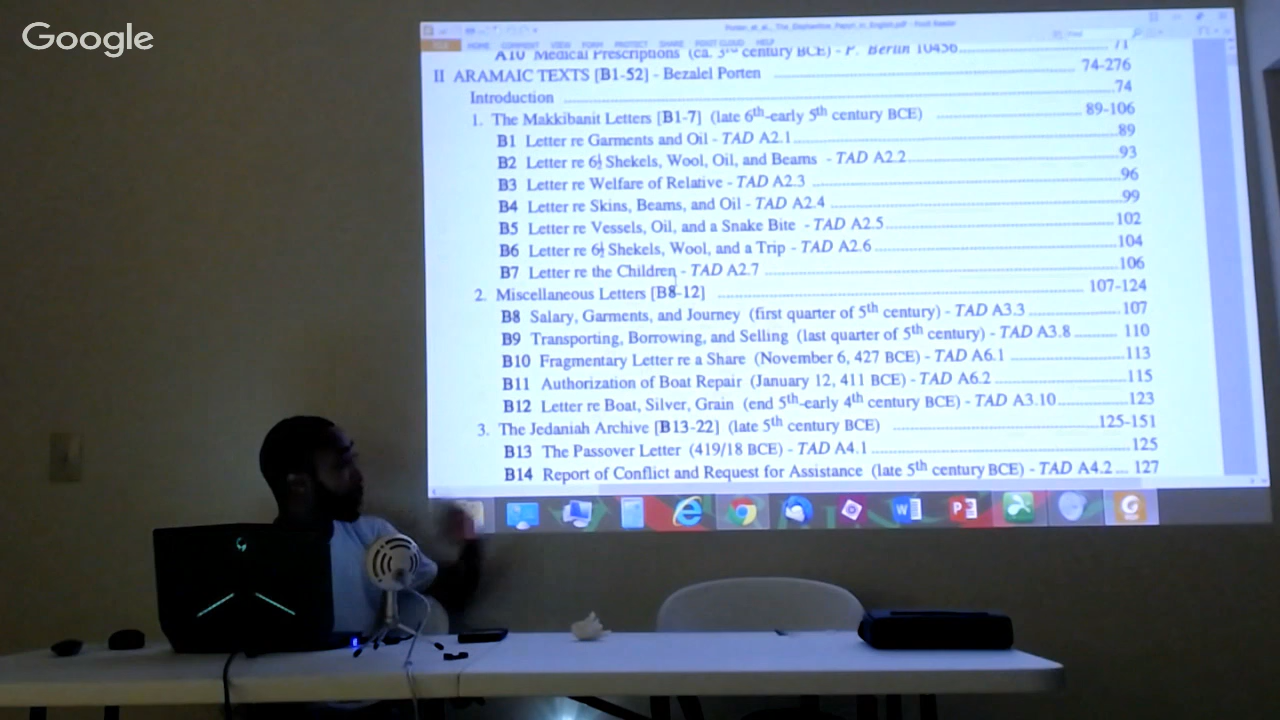 Google
Porten_et_al._The_Elephantine_Papyri_in_English.pdf - Foxit Reader
HOME COMMENT VIEW FORM PROTECT SHARE HELP
A10 Medical Prescriptions (ca. 3rd century BCE) - P. Berlin 10456 71
II ARAMAIC TEXTS [B1-52] - Bezalel Porten 74-276
Introduction 74
1. The Makkibanit Letters [B1-7] (late 6th-early 5th century BCE) 89-106
B1 Letter re Garments and Oil - TAD A2.1 89
B2 Letter re 6½ Shekels, Wool, Oil, and Beams - TAD A2.2 93
B3 Letter re Welfare of Relative - TAD A2.3 96
B4 Letter re Skins, Beams, and Oil - TAD A2.4 99
B5 Letter re Vessels, Oil, and a Snake Bite - TAD A2.5 102
B6 Letter re 6½ Shekels, Wool, and a Trip - TAD A2.6 104
B7 Letter re the Children - TAD A2.7 106
2. Miscellaneous Letters [B8-12] 107-124
B8 Salary, Garments, and Journey (first quarter of 5th century) - TAD A3.3 107
B9 Transporting, Borrowing, and Selling (last quarter of 5th century) - TAD A3.8 110
B10 Fragmentary Letter re a Share (November 6, 427 BCE) - TAD A6.1 113
B11 Authorization of Boat Repair (January 12, 411 BCE) - TAD A6.2 115
B12 Letter re Boat, Silver, Grain (end 5th-early 4th century BCE) - TAD A3.10 123
3. The Jedaniah Archive [B13-22] (late 5th century BCE) 125-151
B13 The Passover Letter (419/18 BCE) - TAD A4.1 125
B14 Report of Conflict and Request for Assistance (late 5th century BCE) - TAD A4.2 127